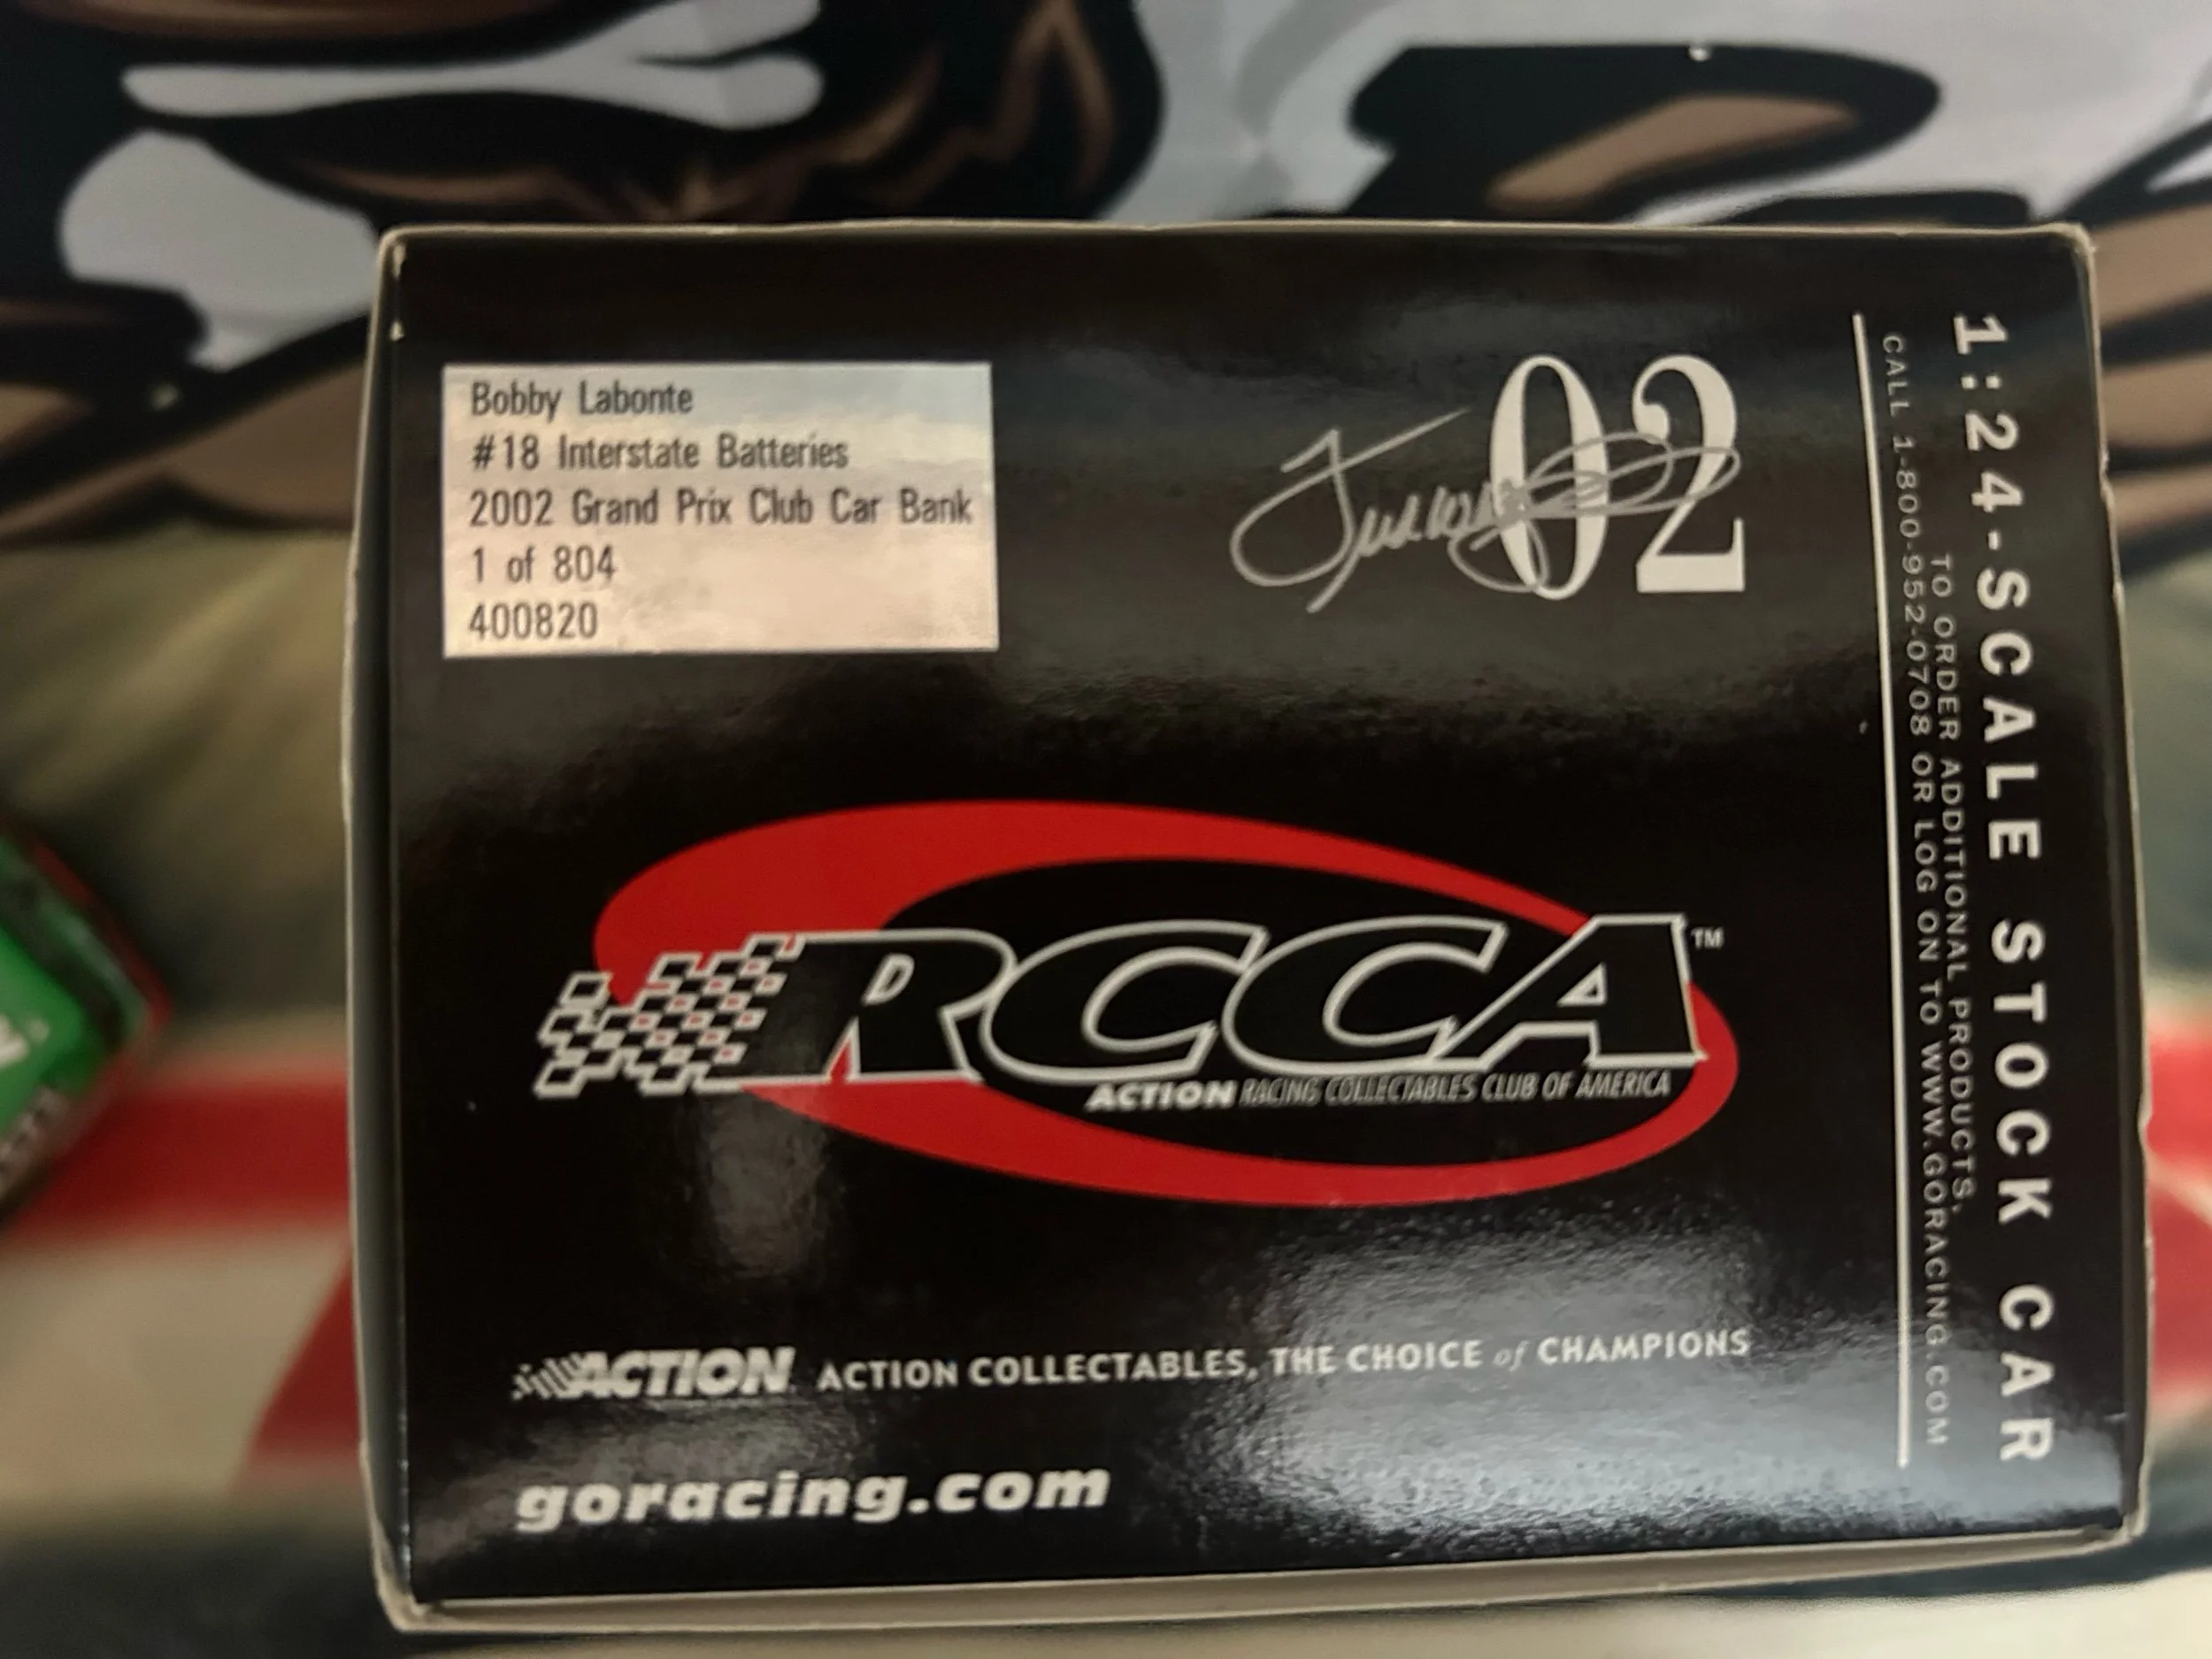 Bobby Labonte
#18 Interstate Batteries
2002 Grand Prix Club Car Bank
1 of 804
400820
02
RCCA™
ACTION RACING COLLECTABLES CLUB OF AMERICA
ACTION ACTION COLLECTABLES, THE CHOICE of CHAMPIONS
goracing.com
1:24-SCALE STOCK CAR
TO ORDER ADDITIONAL PRODUCTS,
CALL 1-800-952-0708 OR LOG ON TO WWW.GORACING.COM